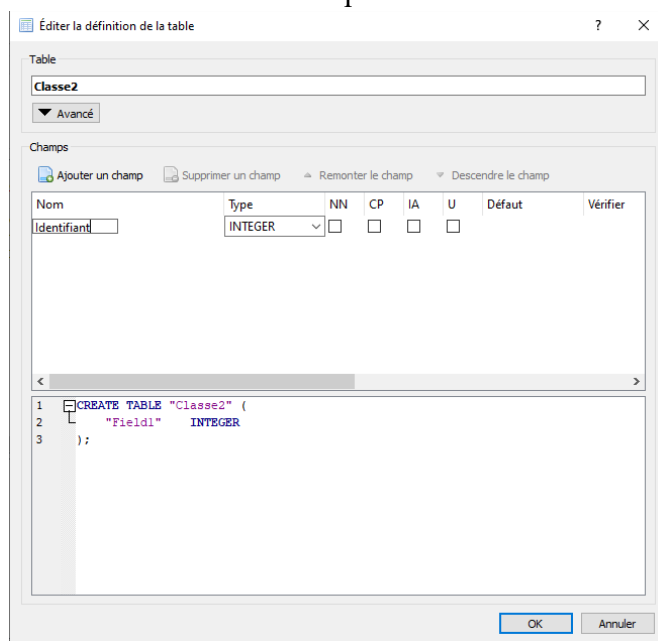 Éditer la définition de la table ? ×
Table
Classe2
Avancé
Champs
Ajouter un champ Supprimer un champ Remonter le champ Descendre le champ
Nom Type NN CP IA U Défaut Vérifier
Identifiant INTEGER
1 CREATE TABLE "Classe2" (
2 "Field1" INTEGER
3 );
OK Annuler